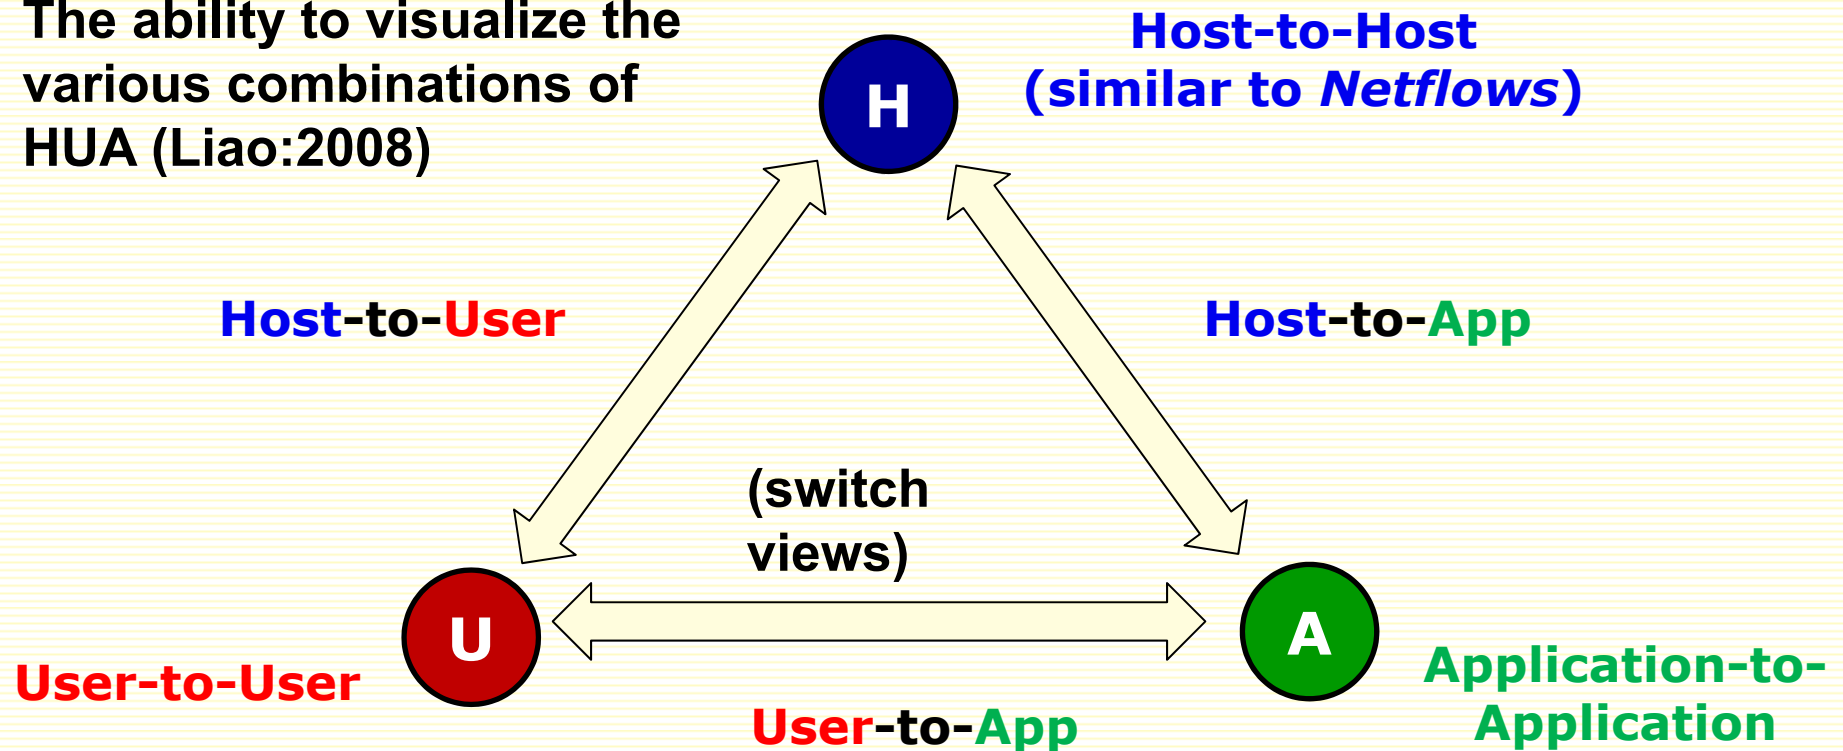 The ability to visualize the
various combinations of
HUA (Liao:2008)
H
Host-to-Host
(similar to Netflows)
Host-to-User
Host-to-App
(switch
views)
U
A
User-to-User
User-to-App
Application-to-
Application